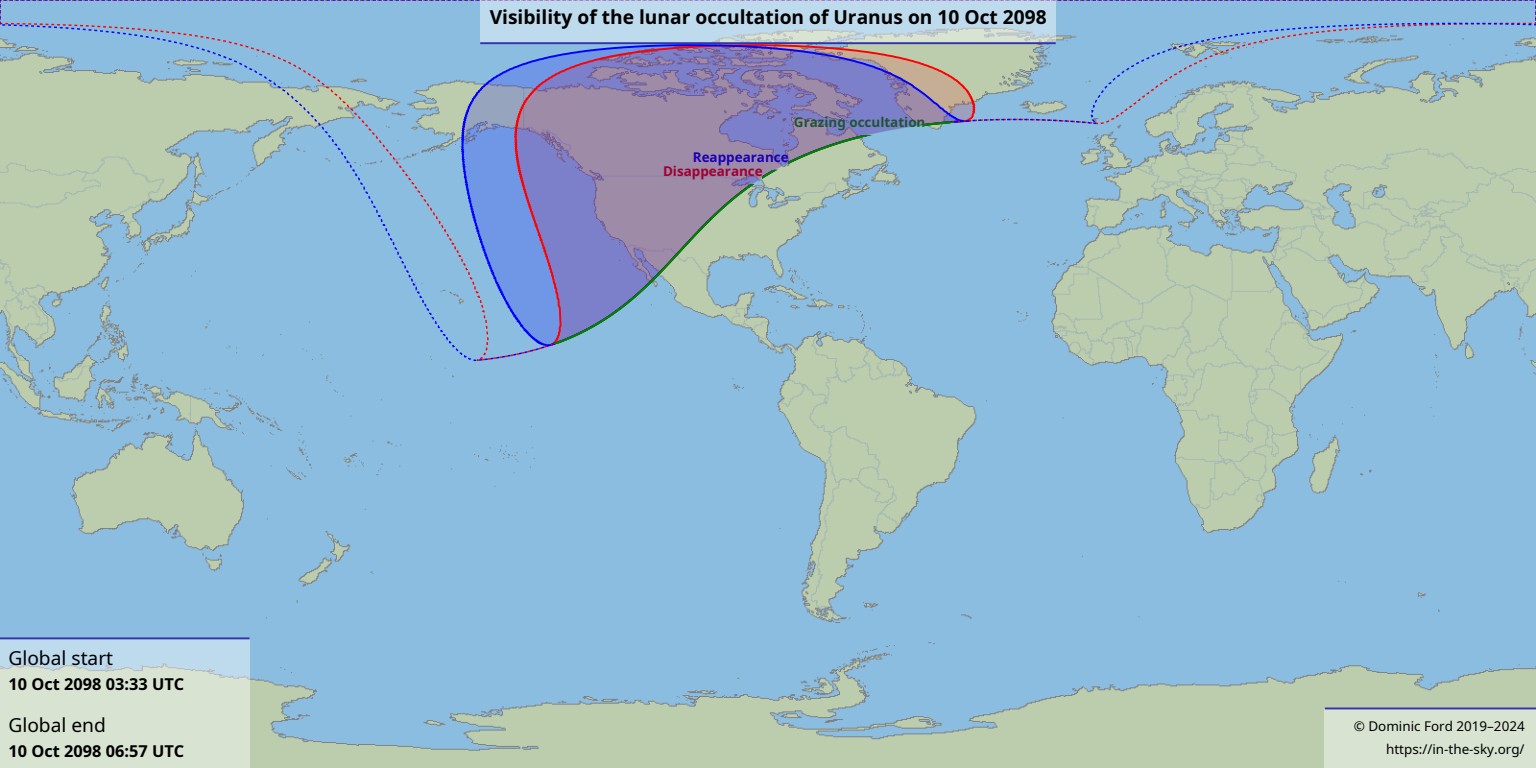 Visibility of the lunar occultation of Uranus on 10 Oct 2098
Grazing occultation
Reappearance
Disappearance
Global start
10 Oct 2098 03:33 UTC
Global end
10 Oct 2098 06:57 UTC
© Dominic Ford 2019–2024
https://in-the-sky.org/